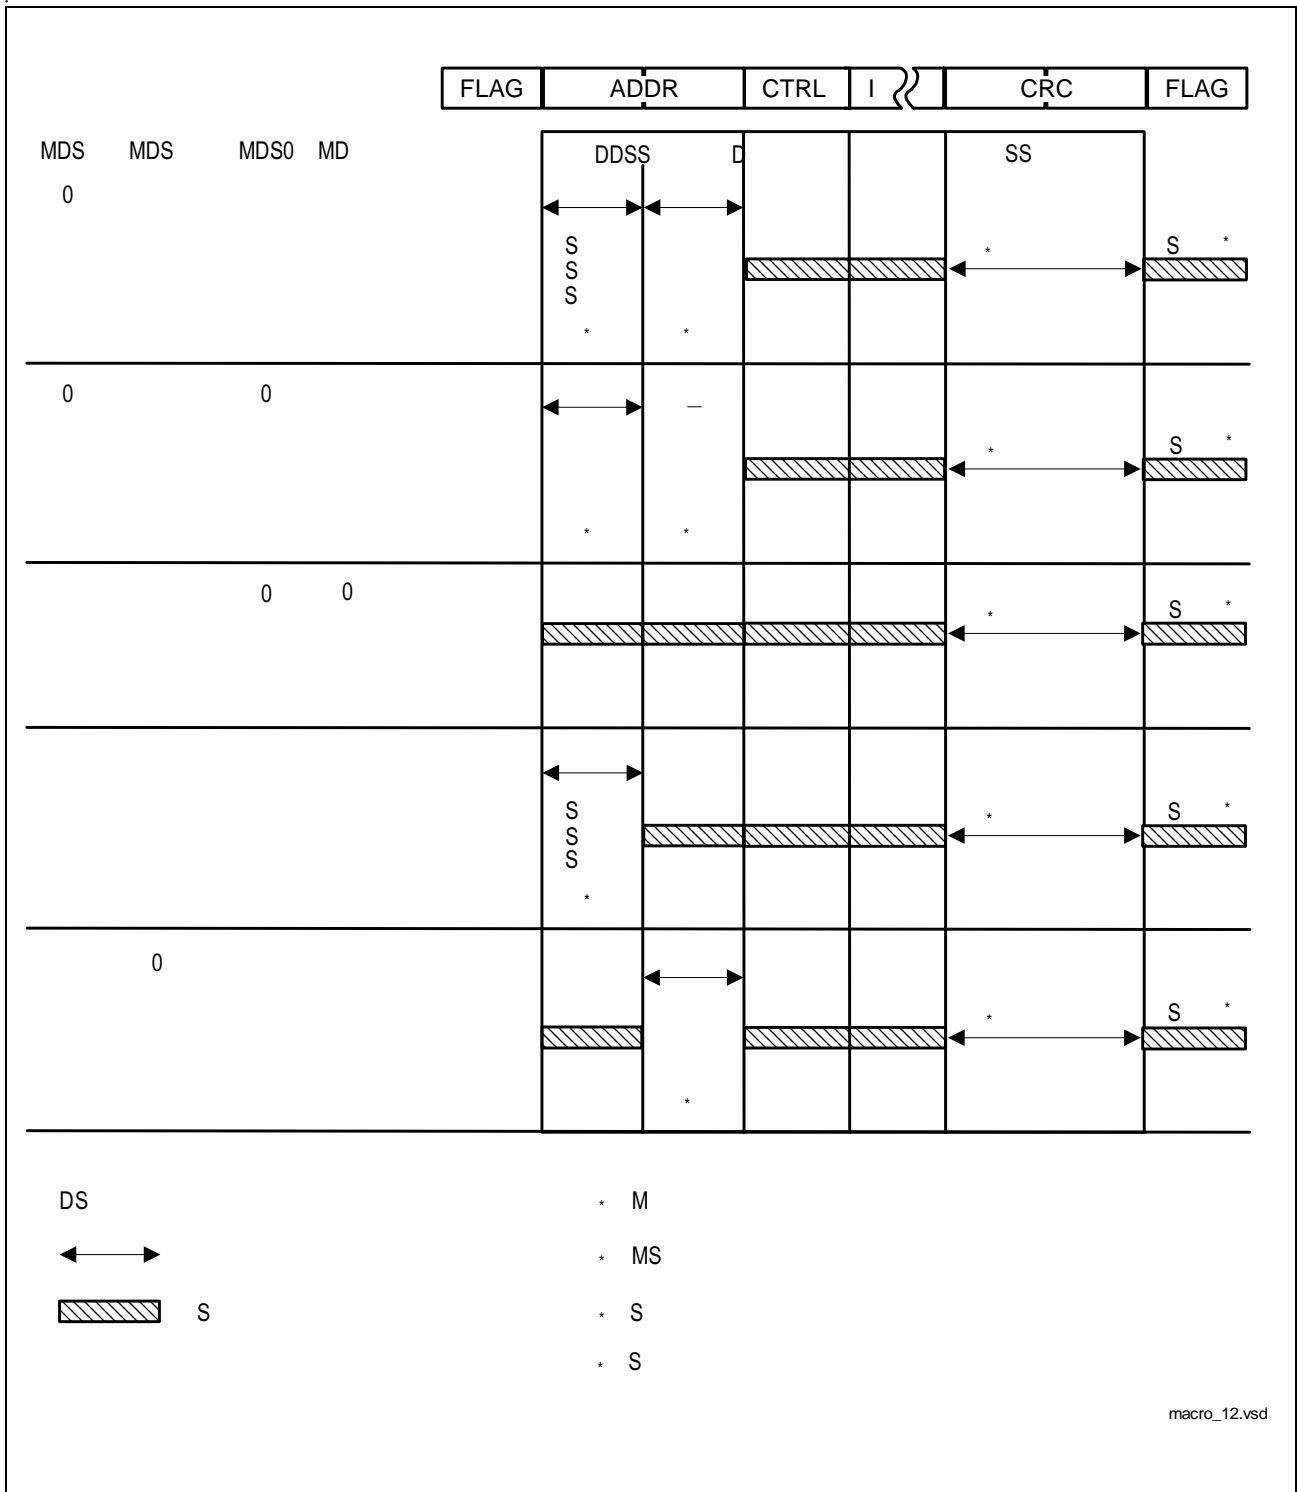 FLAG ADDR CTRL I CRC FLAG
MDS MDS MDS0 MD DDSS D SS
0
S * S *
S
S
* *
0 0 —
* S *
* *
0 0
* S *
S * S *
S
S
*
0
* S *
*
DS * M
* MS
S * S
* S
macro_12.vsd